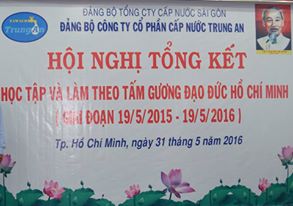 ĐẢNG BỘ TỔNG CTY CẤP NƯỚC SÀI GÒN
ĐẢNG BỘ CÔNG TY CỔ PHẦN CẤP NƯỚC TRUNG AN
Trung An
HỘI NGHỊ TỔNG KẾT
HỌC TẬP VÀ LÀM THEO TẤM GƯƠNG ĐẠO ĐỨC HỒ CHÍ MINH
( GIAI ĐOẠN 19/5/2015 - 19/5/2016 )
Tp. Hồ Chí Minh, ngày 31 tháng 5 năm 2016